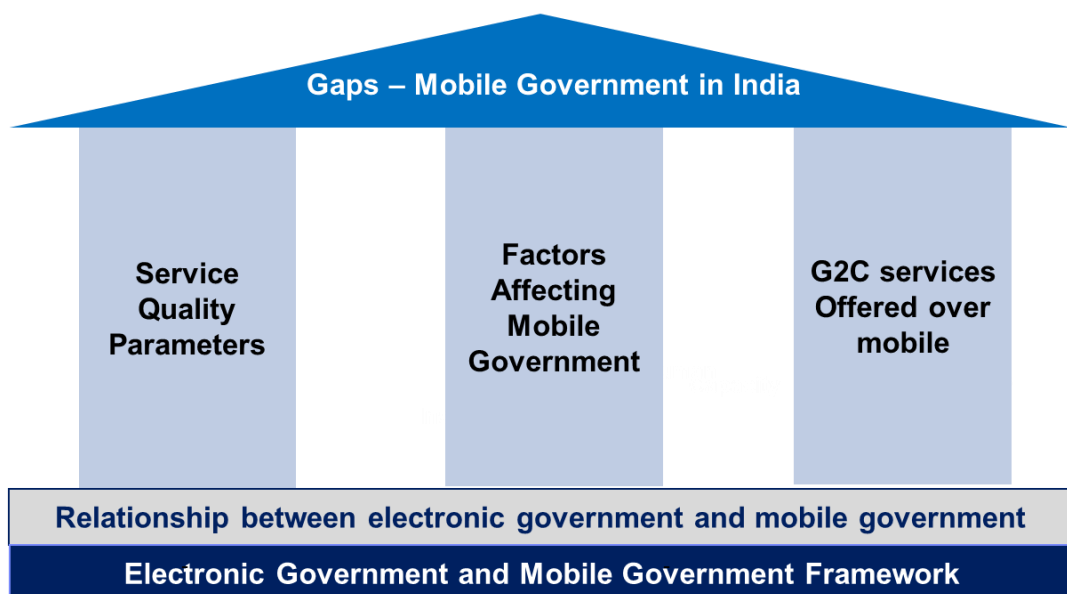 Gaps – Mobile Government in India
Service
Quality
Parameters
Factors
Affecting
Mobile
Government
G2C services
Offered over
mobile
Relationship between electronic government and mobile government
Electronic Government and Mobile Government Framework